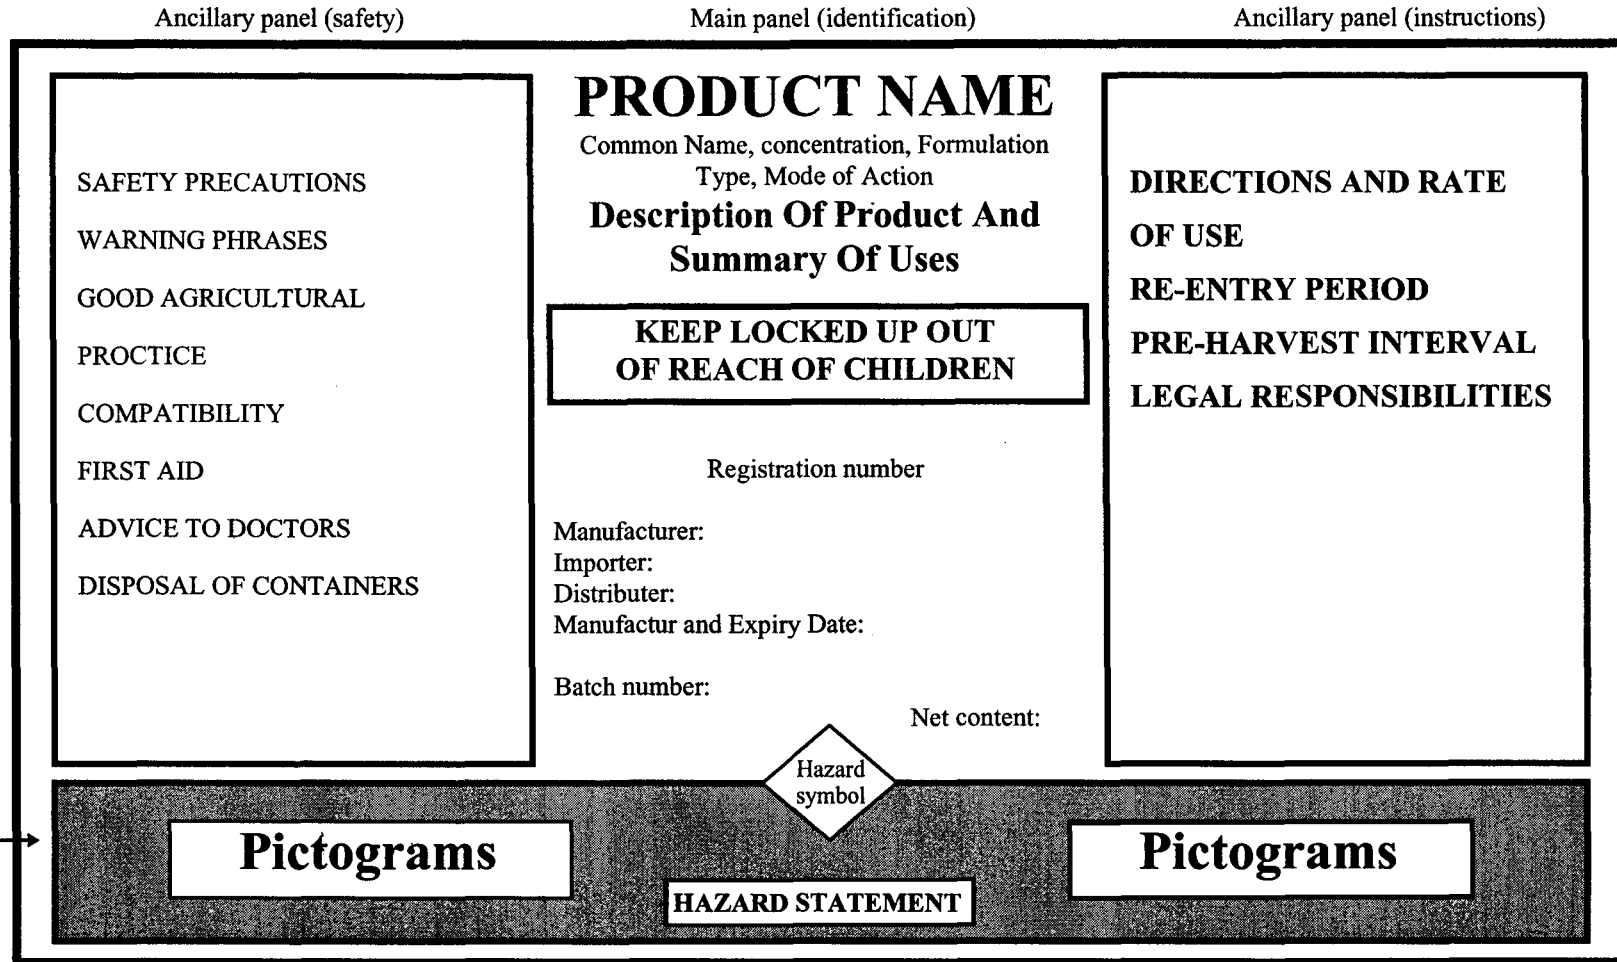 Ancillary panel (safety)
Main panel (identification)
Ancillary panel (instructions)
SAFETY PRECAUTIONS
WARNING PHRASES
GOOD AGRICULTURAL
PROCTICE
COMPATIBILITY
FIRST AID
ADVICE TO DOCTORS
DISPOSAL OF CONTAINERS
PRODUCT NAME
Common Name, concentration, Formulation
Type, Mode of Action
Description Of Product And
Summary Of Uses
KEEP LOCKED UP OUT
OF REACH OF CHILDREN
Registration number
Manufacturer:
Importer:
Distributer:
Manufactur and Expiry Date:
Batch number:
Net content:
DIRECTIONS AND RATE
OF USE
RE-ENTRY PERIOD
PRE-HARVEST INTERVAL
LEGAL RESPONSIBILITIES
Hazard
symbol
Pictograms
HAZARD STATEMENT
Pictograms